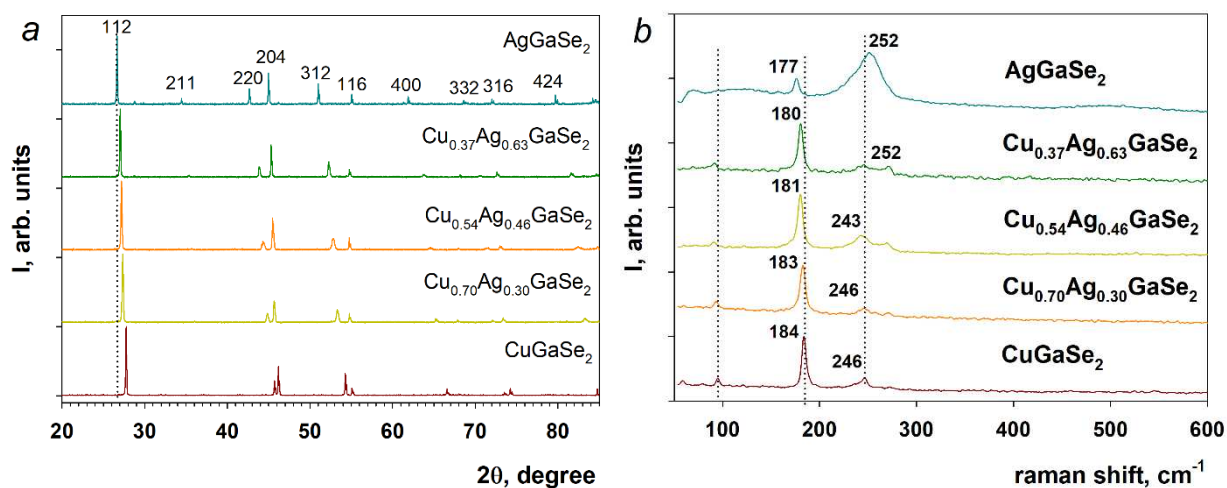 a
112
AgGaSe₂
204
211
220
312
116
400
332
316
424
Cu₀.₃₇Ag₀.₆₃GaSe₂
Cu₀.₅₄Ag₀.₄₆GaSe₂
Cu₀.₇₀Ag₀.₃₀GaSe₂
CuGaSe₂
I, arb. units
20 30 40 50 60 70 80
2θ, degree
b
252
177
AgGaSe₂
180
Cu₀.₃₇Ag₀.₆₃GaSe₂
252
181
243
Cu₀.₅₄Ag₀.₄₆GaSe₂
183
246
Cu₀.₇₀Ag₀.₃₀GaSe₂
184
246
CuGaSe₂
I, arb. units
100 200 300 400 500 600
raman shift, cm⁻¹